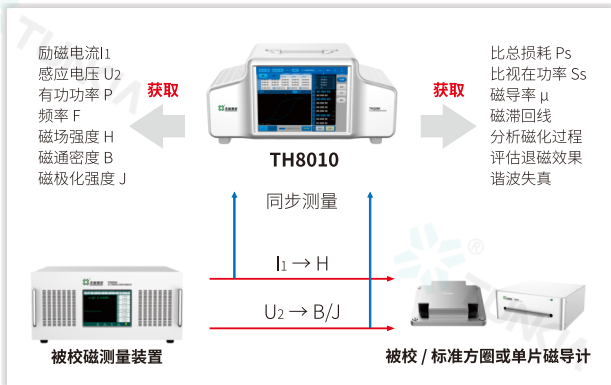 励磁电流I1
感应电压 U2
有功功率 P
频率 F
磁场强度 H
磁通密度 B
磁极化强度 J
获取
TH8010
获取
比总损耗 Ps
比视在功率 Ss
磁导率 μ
磁滞回线
分析磁化过程
评估退磁效果
谐波失真
同步测量
I1 → H
U2 → B/J
被校磁测量装置
被校 / 标准方圈或单片磁导计
TUNKIA